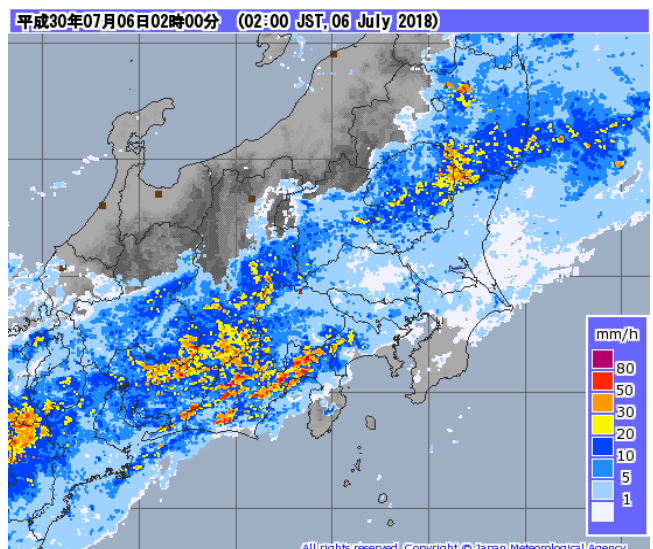 平成30年07月06日02時00分 (02:00 JST, 06 July 2018)
mm/h
80
50
30
20
10
5
1
All rights reserved. Copyright © Japan Meteorological Agency